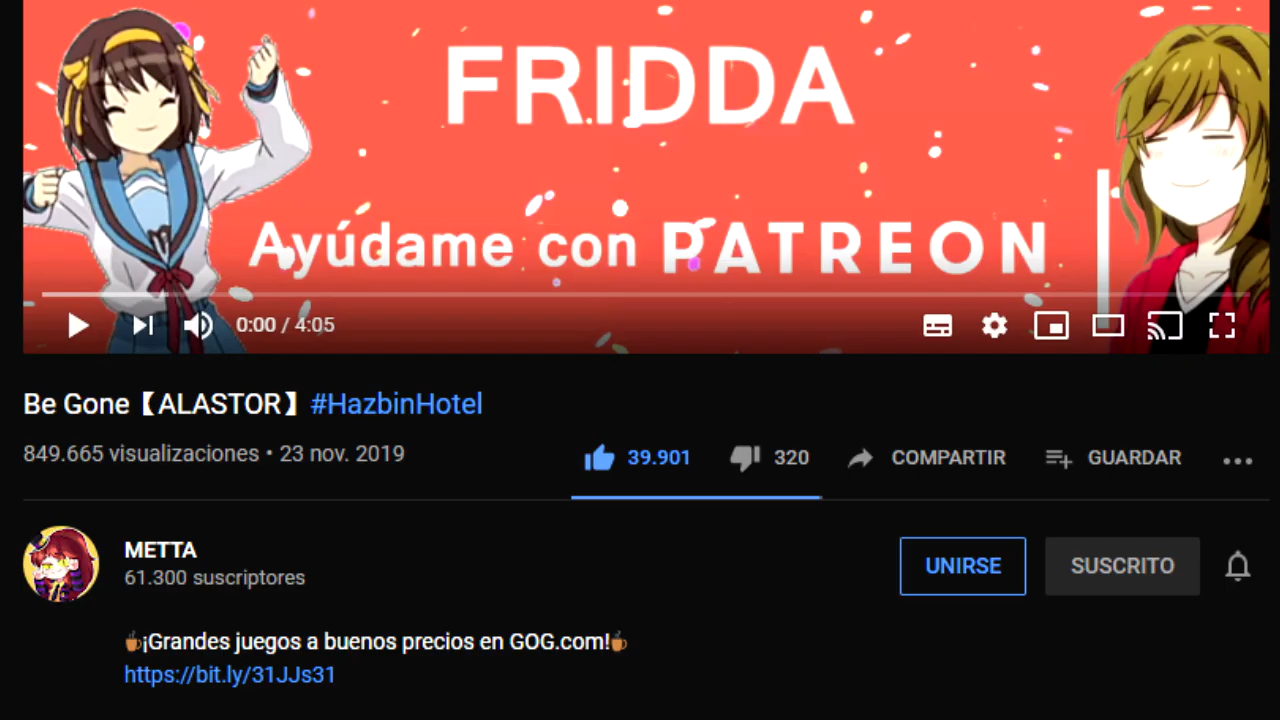 FRIDDA
Ayúdame con PATREON
0:00 / 4:05
Be Gone【ALASTOR】 #HazbinHotel
849.665 visualizaciones • 23 nov. 2019
39.901 320 COMPARTIR GUARDAR
METTA
61.300 suscriptores
UNIRSE SUSCRITO
¡Grandes juegos a buenos precios en GOG.com!
https://bit.ly/31JJs31